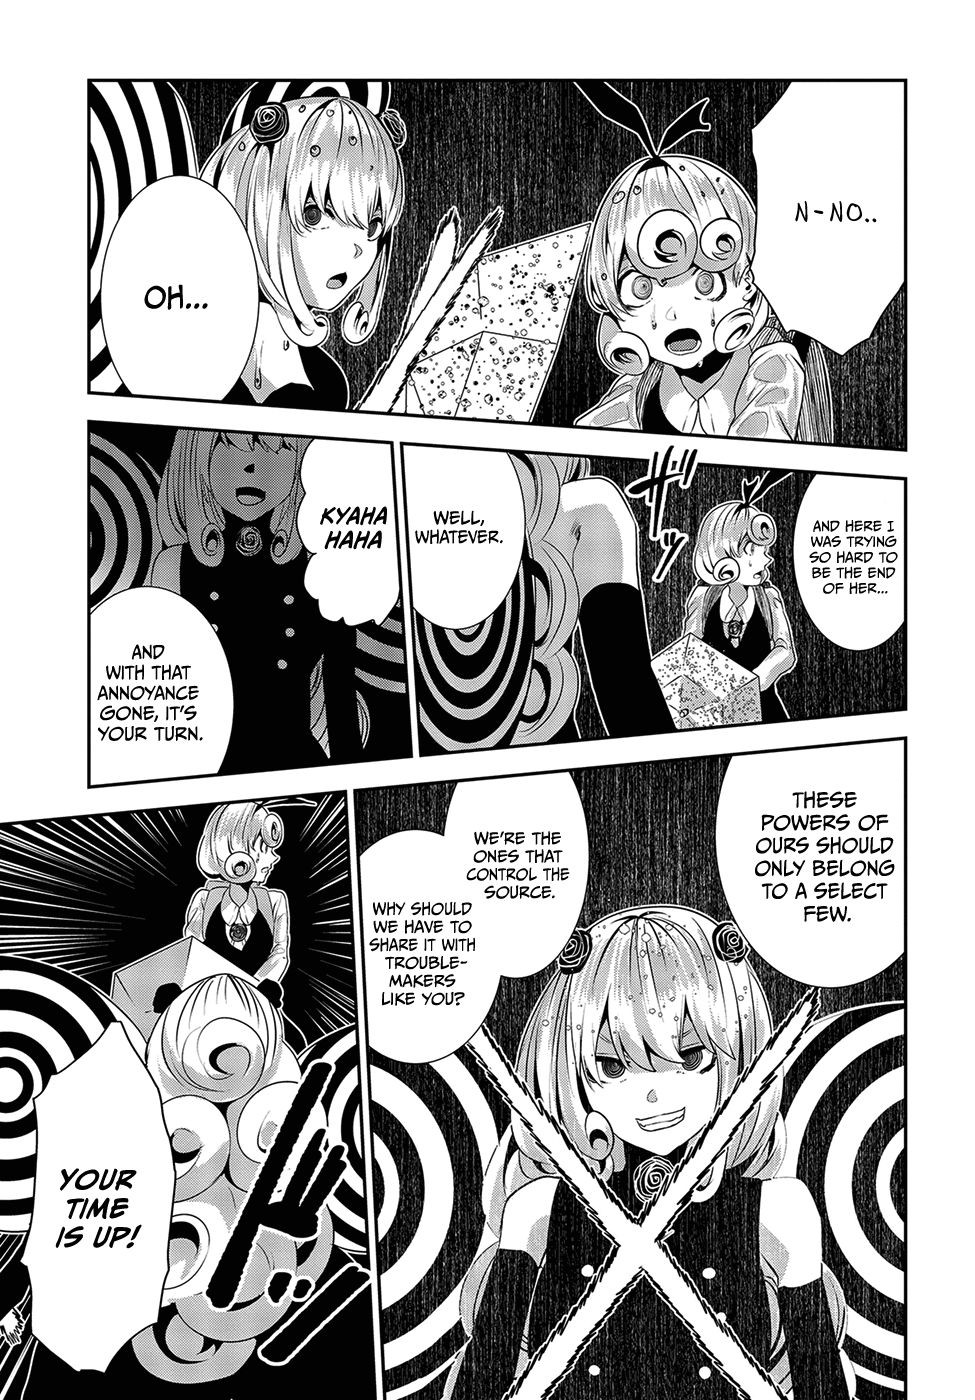 N-NO..
OH...
AND HERE I
WAS TRYING
SO HARD TO
BE THE END
OF HER...
ガッ
WELL,
WHATEVER.
KYAHA
HAHA
AND
WITH THAT
ANNOYANCE
GONE, IT'S
YOUR TURN.
THESE
POWERS OF
OURS SHOULD
ONLY BELONG
TO A SELECT
FEW.
WE'RE THE
ONES THAT
CONTROL THE
SOURCE.
WHY SHOULD
WE HAVE TO
SHARE IT WITH
TROUBLE-
MAKERS
LIKE YOU?
YOUR
TIME
IS UP!